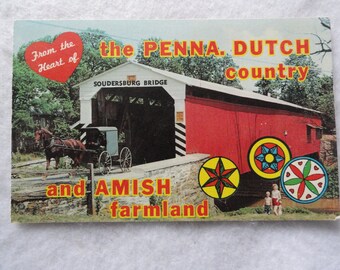 From the
Heart of
the PENNA. DUTCH
country
SOUDERSBURG BRIDGE
and AMISH
farmland